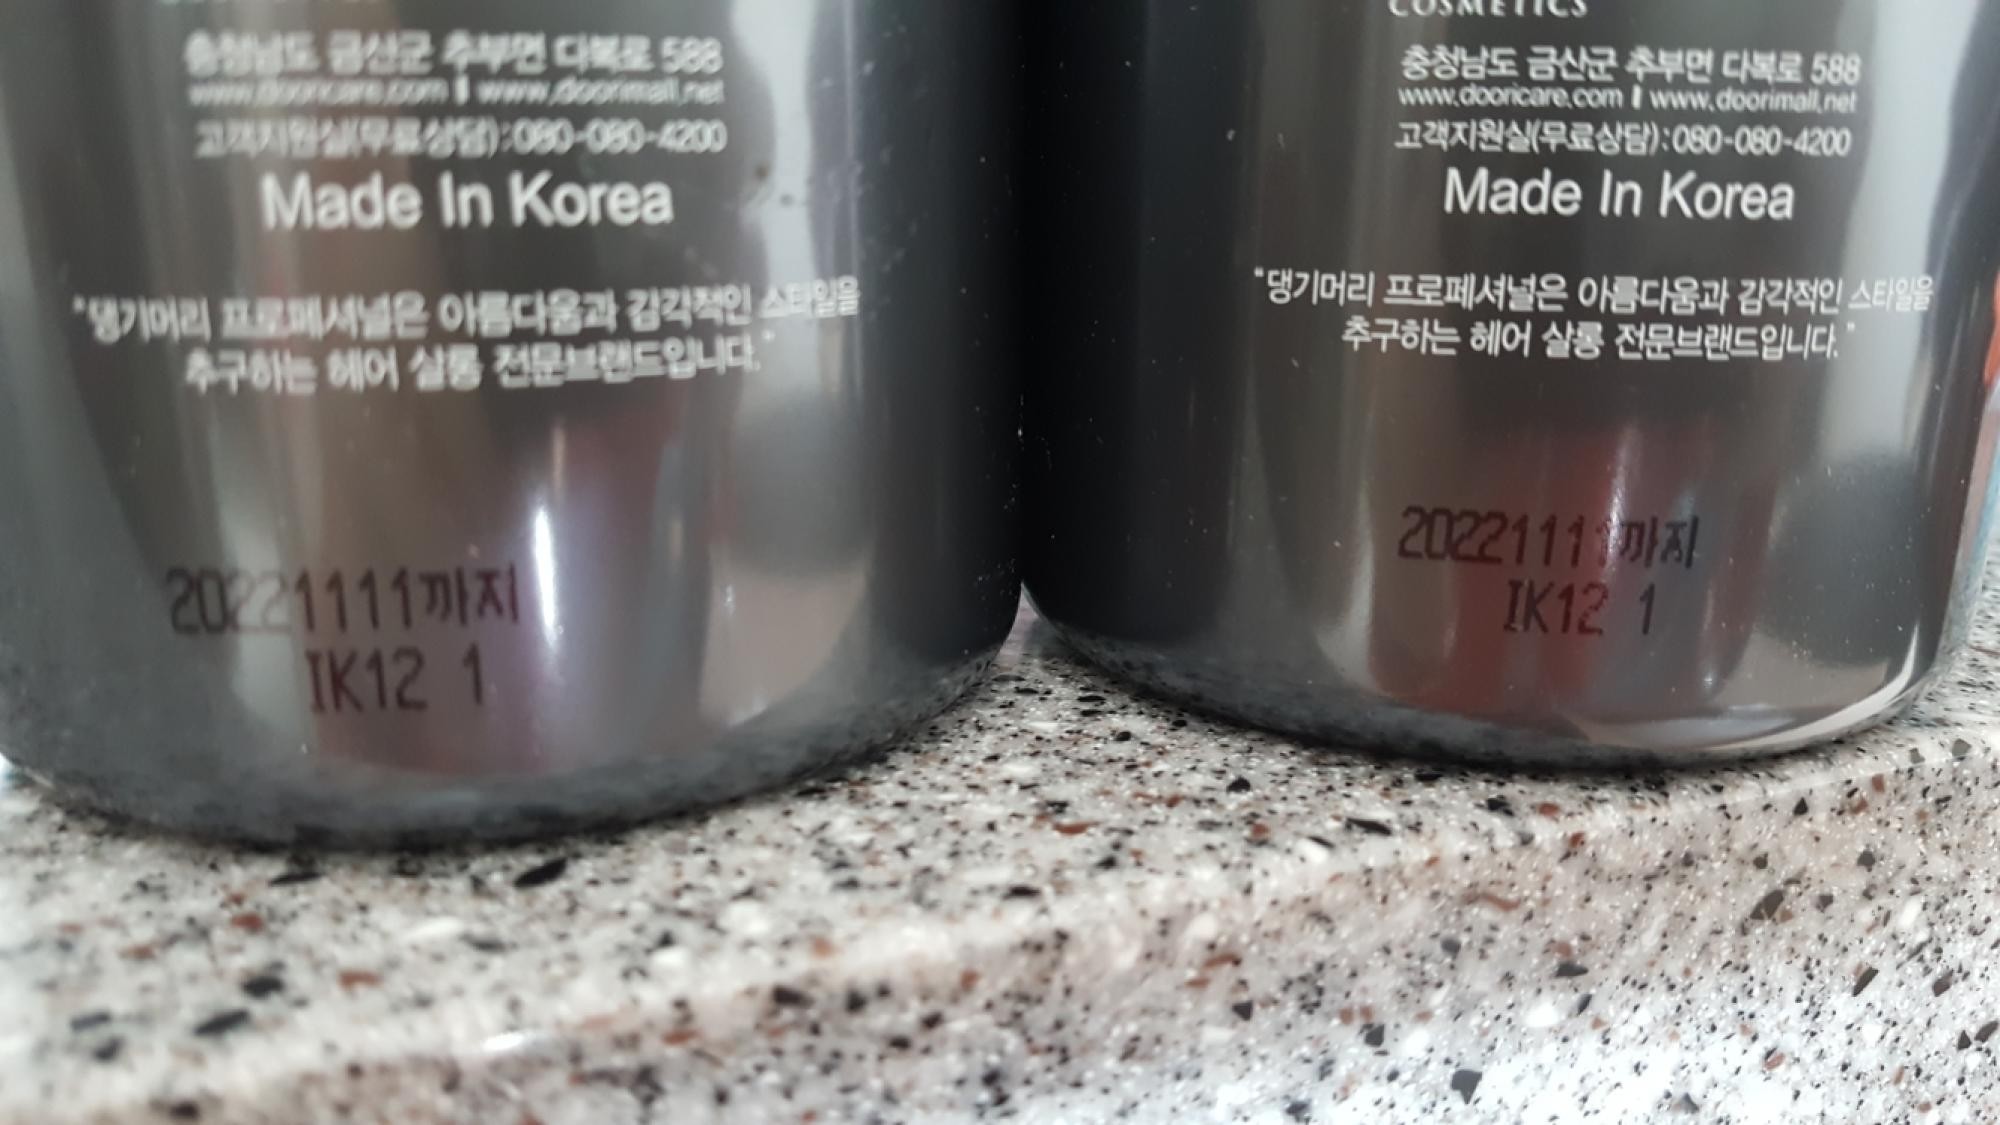 충청남도 금산군 추부면 다복로 588
www.dooricare.com | www.doorimall.net
고객지원실(무료상담):080-080-4200
Made In Korea
"댕기머리 프로페셔널은 아름다움과 감각적인 스타일을
추구하는 헤어 살롱 전문브랜드입니다."
20221111까지
IK12 1
COSMETICS
충청남도 금산군 추부면 다복로 588
www.dooricare.com | www.doorimall.net
고객지원실(무료상담):080-080-4200
Made In Korea
"댕기머리 프로페셔널은 아름다움과 감각적인 스타일을
추구하는 헤어 살롱 전문브랜드입니다."
20221111까지
IK12 1